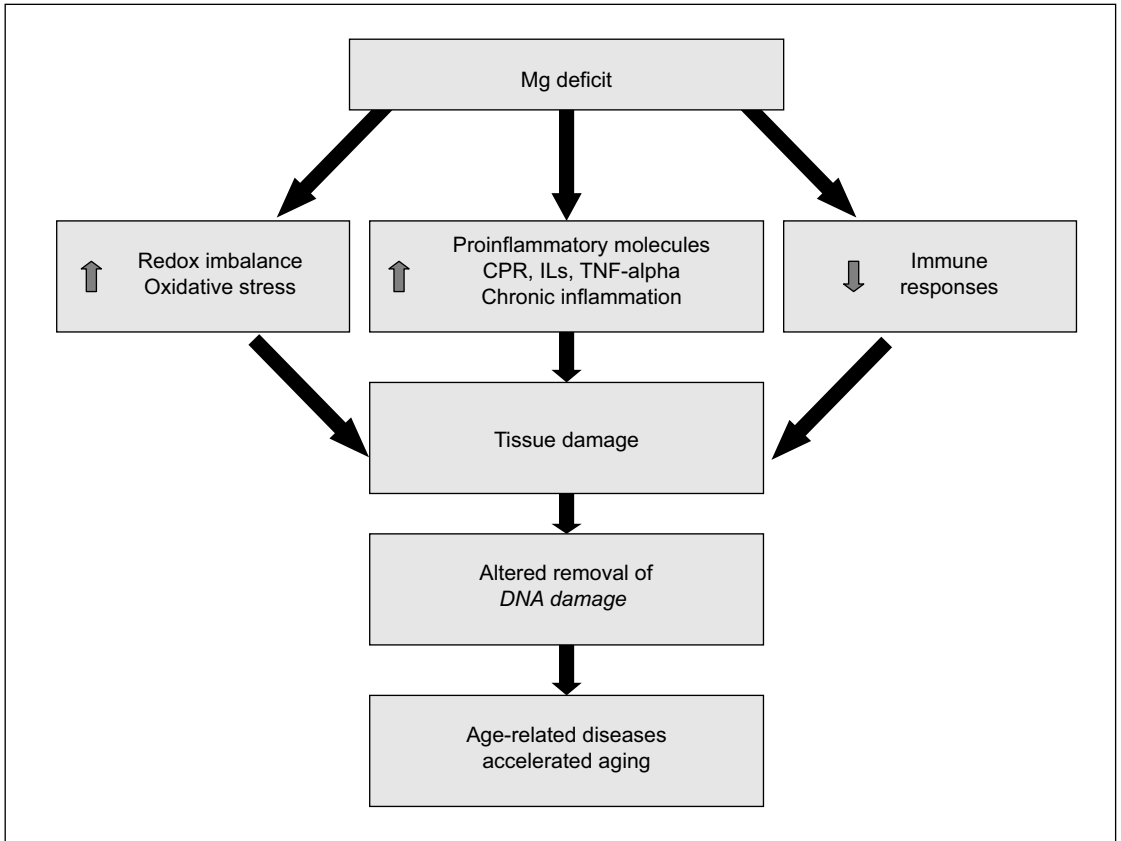 Mg deficit
Redox imbalance
Oxidative stress
Proinflammatory molecules
CPR, ILs, TNF-alpha
Chronic inflammation
Immune
responses
Tissue damage
Altered removal of
DNA damage
Age-related diseases
accelerated aging